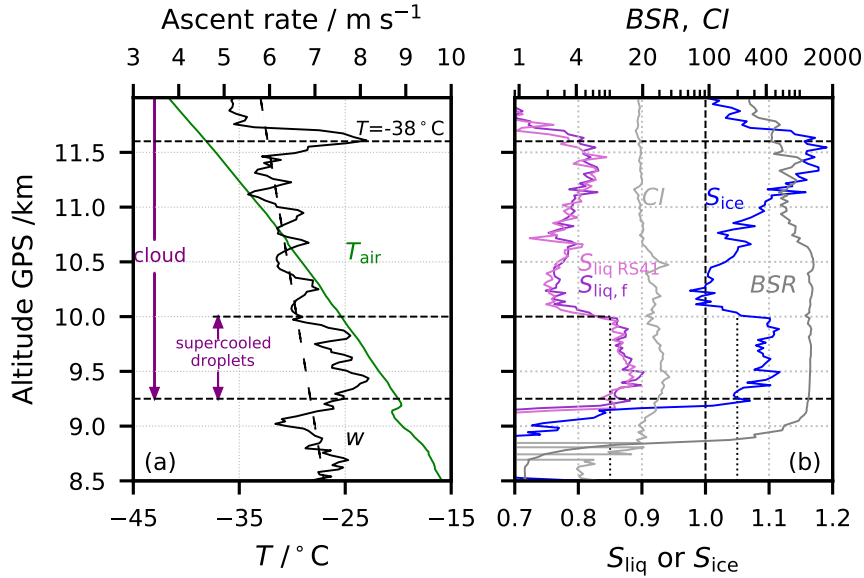 Ascent rate / m s⁻¹
BSR, CI
3 4 5 6 7 8 9 10
1 4 20 100 400 2000
T=-38°C
11.5
11.0
10.5
10.0
9.5
9.0
8.5
Altitude GPS /km
cloud
T_air
supercooled
droplets
w
(a)
CI
S_ice
S_liq RS41
S_liq, f
BSR
(b)
−45 −35 −25 −15
0.7 0.8 0.9 1.0 1.1 1.2
T / °C
S_liq or S_ice